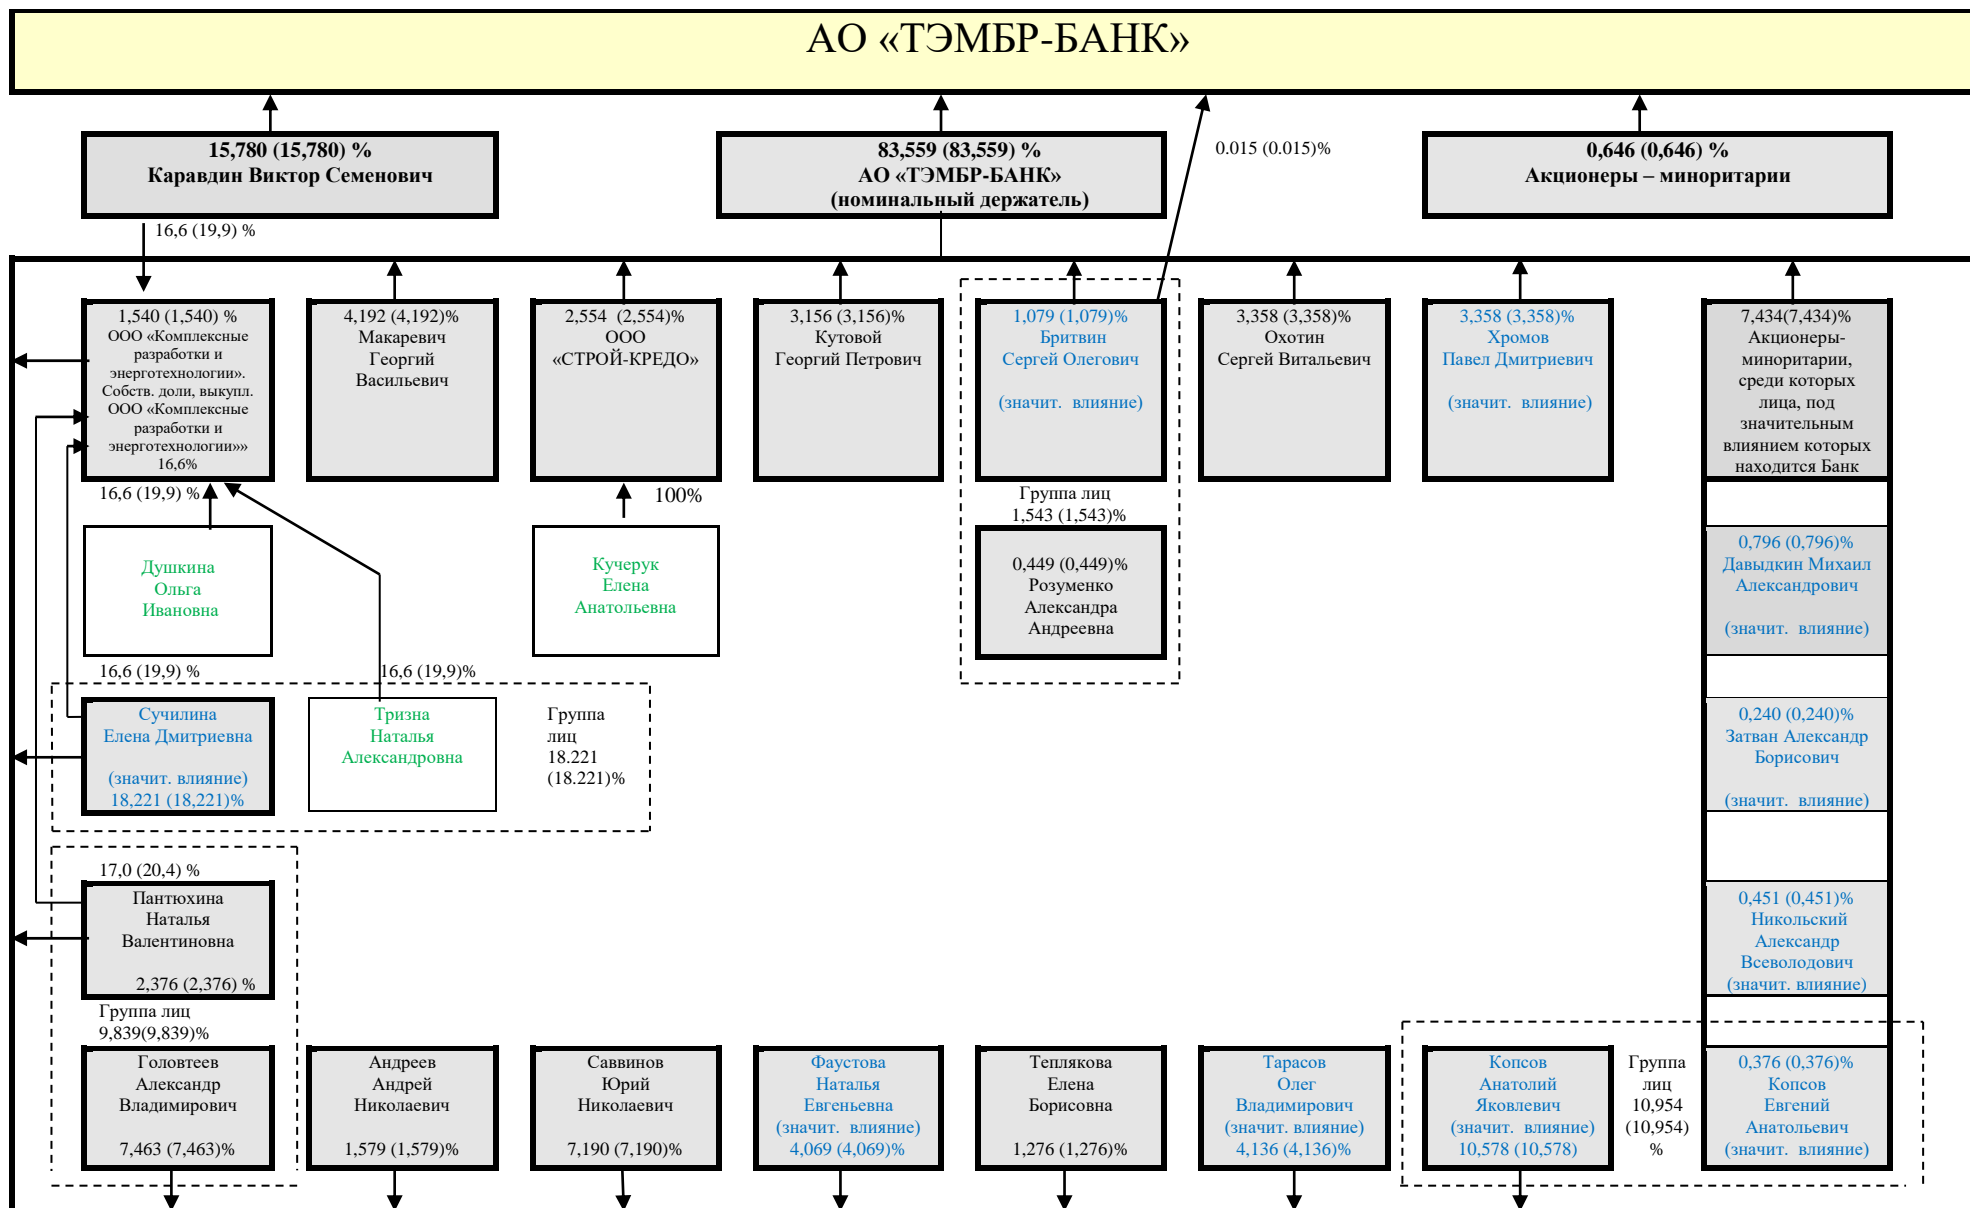 АО «ТЭМБР-БАНК»
15,780 (15,780) %
Каравдин Виктор Семенович
83,559 (83,559) %
АО «ТЭМБР-БАНК»
(номинальный держатель)
0.015 (0.015)%
0,646 (0,646) %
Акционеры – миноритарии
16,6 (19,9) %
1,540 (1,540) %
ООО «Комплексные
разработки и
энерготехнологии».
Собств. доли, выкупл.
ООО «Комплексные
разработки и
энерготехнологии»»
16,6%
4,192 (4,192)%
Макаревич
Георгий
Васильевич
2,554 (2,554)%
ООО
«СТРОЙ-КРЕДО»
3,156 (3,156)%
Кутовой
Георгий Петрович
1,079 (1,079)%
Бритвин
Сергей Олегович
(значит. влияние)
3,358 (3,358)%
Охотин
Сергей Витальевич
3,358 (3,358)%
Хромов
Павел Дмитриевич
(значит. влияние)
7,434(7,434)%
Акционеры-
миноритарии,
среди которых
лица, под
значительным
влиянием которых
находится Банк
16,6 (19,9) %
100%
Группа лиц
1,543 (1,543)%
Душкина
Ольга
Ивановна
Кучерук
Елена
Анатольевна
0,449 (0,449)%
Розуменко
Александра
Андреевна
0,796 (0,796)%
Давыдкин Михаил
Александрович
(значит. влияние)
16,6 (19,9) %
16,6 (19,9)%
Сучилина
Елена Дмитриевна
(значит. влияние)
18,221 (18,221)%
Тризна
Наталья
Александровна
Группа
лиц
18.221
(18.221)%
0,240 (0,240)%
Затван Александр
Борисович
(значит. влияние)
17,0 (20,4) %
Пантюхина
Наталья
Валентиновна
2,376 (2,376) %
0,451 (0,451)%
Никольский
Александр
Всеволодович
(значит. влияние)
Группа лиц
9,839(9,839)%
Головтеев
Александр
Владимирович
7,463 (7,463)%
Андреев
Андрей
Николаевич
1,579 (1,579)%
Саввинов
Юрий
Николаевич
7,190 (7,190)%
Фаустова
Наталья
Евгеньевна
(значит. влияние)
4,069 (4,069)%
Теплякова
Елена
Борисовна
1,276 (1,276)%
Тарасов
Олег
Владимирович
(значит. влияние)
4,136 (4,136)%
Копсов
Анатолий
Яковлевич
(значит. влияние)
10,578 (10,578)
Группа
лиц
10,954
(10,954)
%
0,376 (0,376)%
Копсов
Евгений
Анатольевич
(значит. влияние)